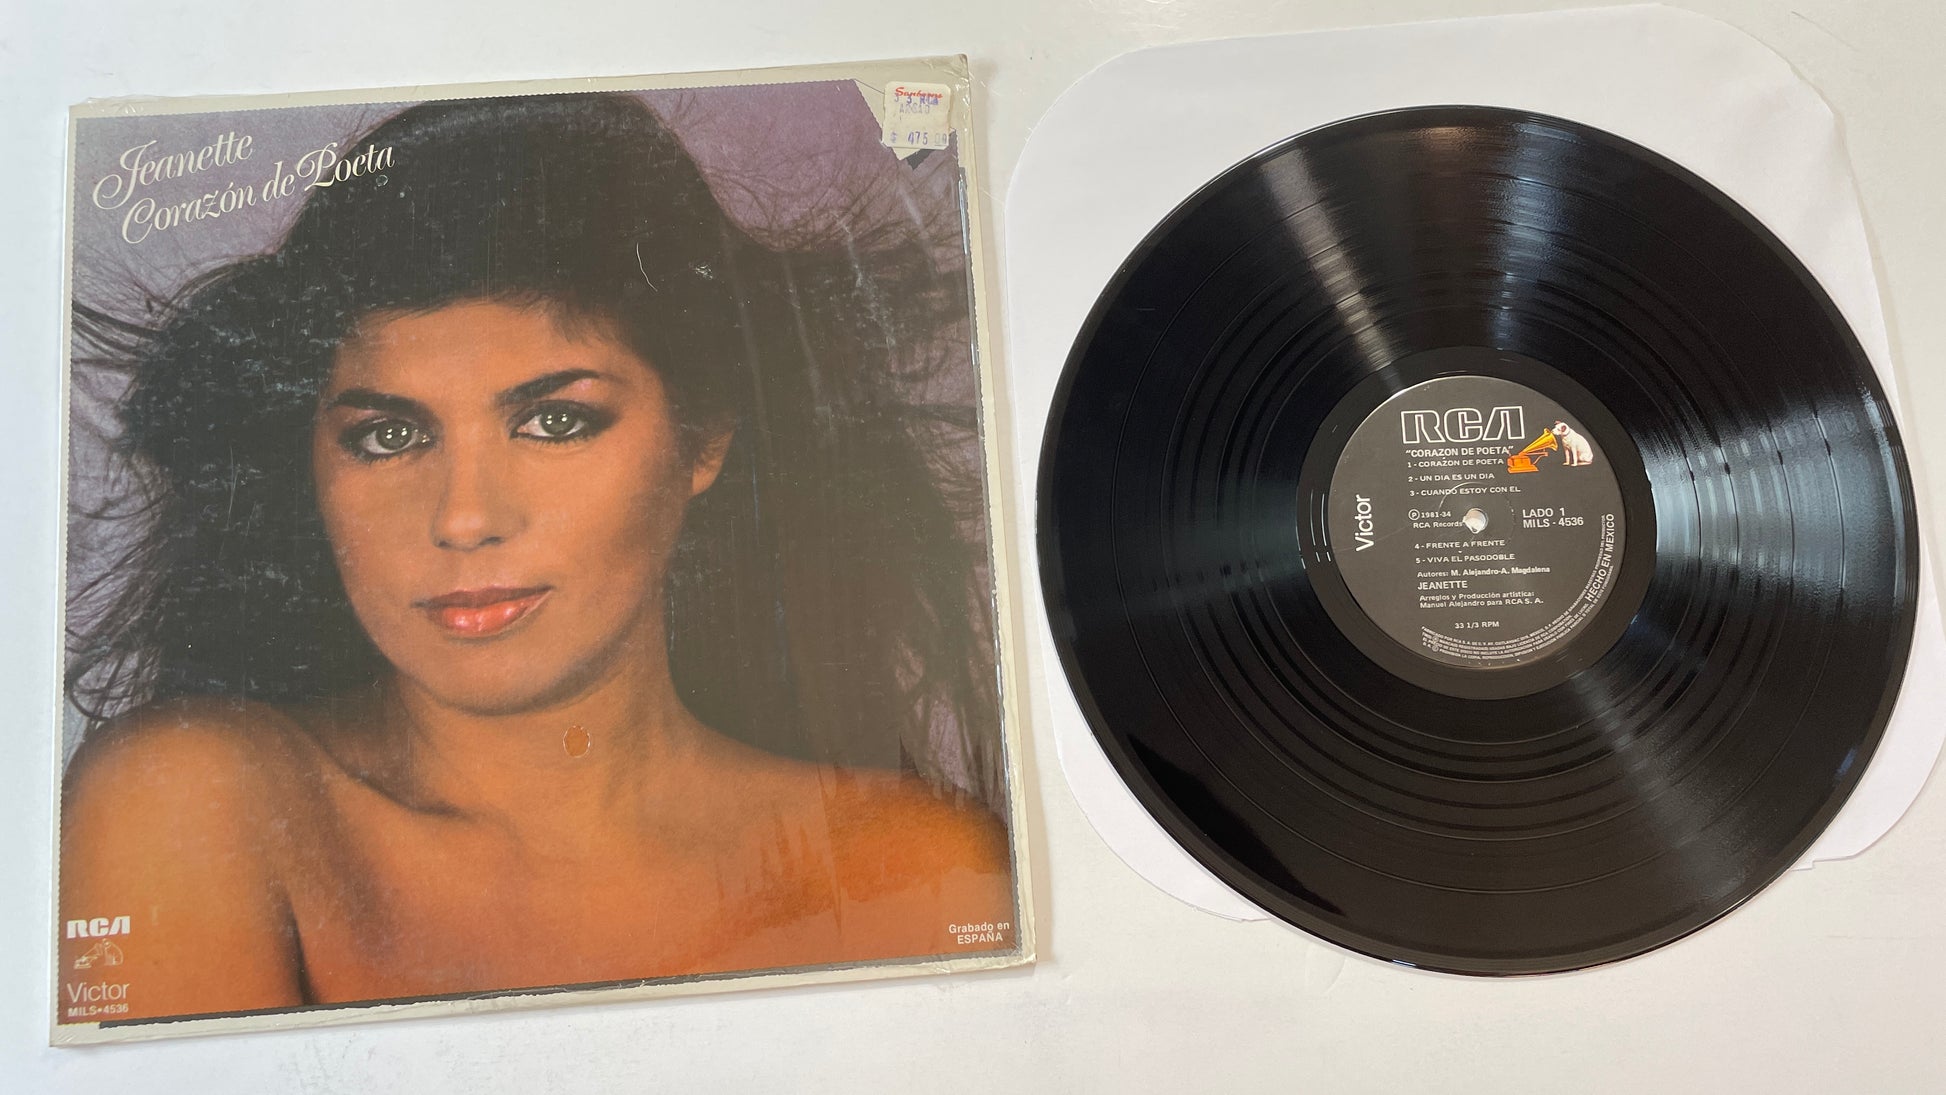 Jeanette
Corazón de Poeta
Sanborns
$ 475
RCA
Victor
MILS•4536
Grabado en
ESPAÑA
RCA
"CORAZON DE POETA"
1 - CORAZON DE POETA
2 - UN DIA ES UN DIA
3 - CUANDO ESTOY CON EL
Ⓟ 1981-34
RCA Records
LADO 1
MILS - 4536
Victor
4 - FRENTE A FRENTE
5 - VIVA EL PASODOBLE
Autores: M. Alejandro-A. Magdalena
JEANETTE
Arreglos y Producción artística:
Manuel Alejandro para RCA S. A.
33 1/3 RPM
HECHO EN MEXICO